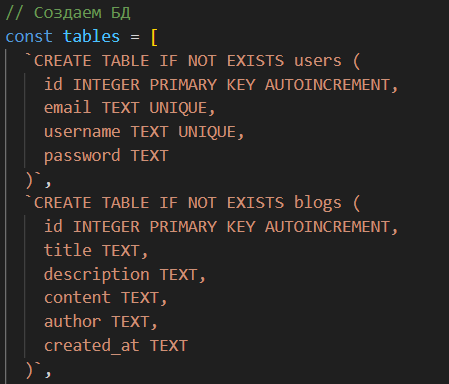 // Создаем БД
const tables = [
`CREATE TABLE IF NOT EXISTS users (
id INTEGER PRIMARY KEY AUTOINCREMENT,
email TEXT UNIQUE,
username TEXT UNIQUE,
password TEXT
)`,
`CREATE TABLE IF NOT EXISTS blogs (
id INTEGER PRIMARY KEY AUTOINCREMENT,
title TEXT,
description TEXT,
content TEXT,
author TEXT,
created_at TEXT
)`,